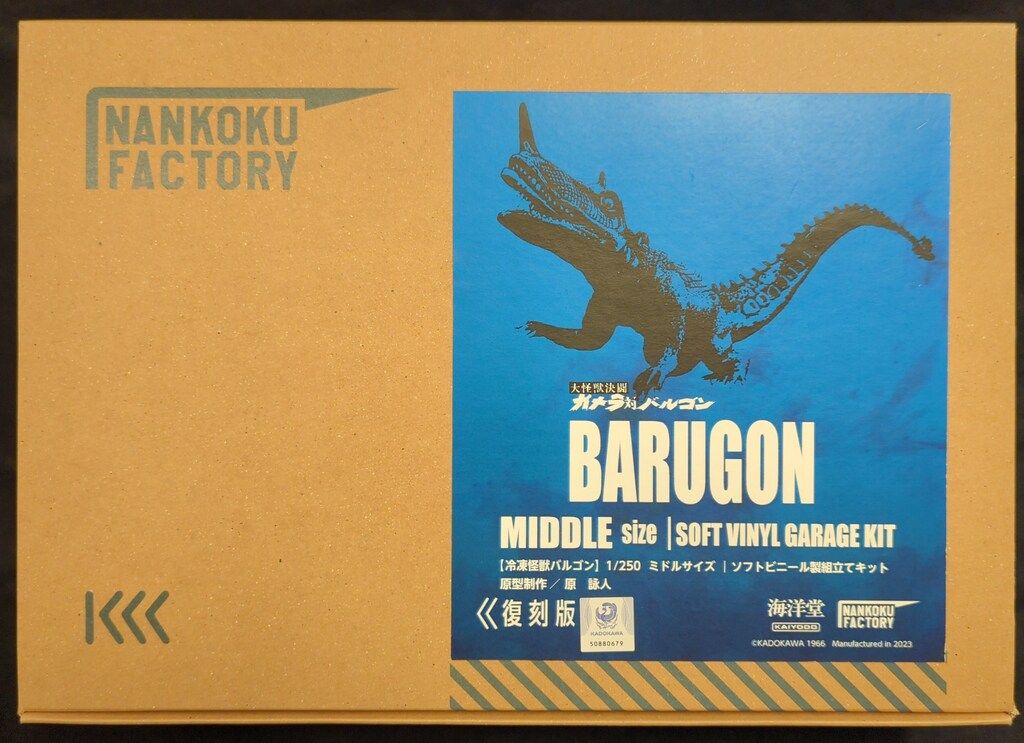 NANKOKU
FACTORY
大怪獣決闘
ガメラ対バルゴン
BARUGON
MIDDLE size | SOFT VINYL GARAGE KIT
【冷凍怪獣バルゴン】1/250 ミドルサイズ | ソフトビニール製組立てキット
原型制作／原 詠人
《復刻版
KADOKAWA
50880679
海洋堂
KAIYODO
NANKOKU
FACTORY
©KADOKAWA 1966 Manufactured in 2023